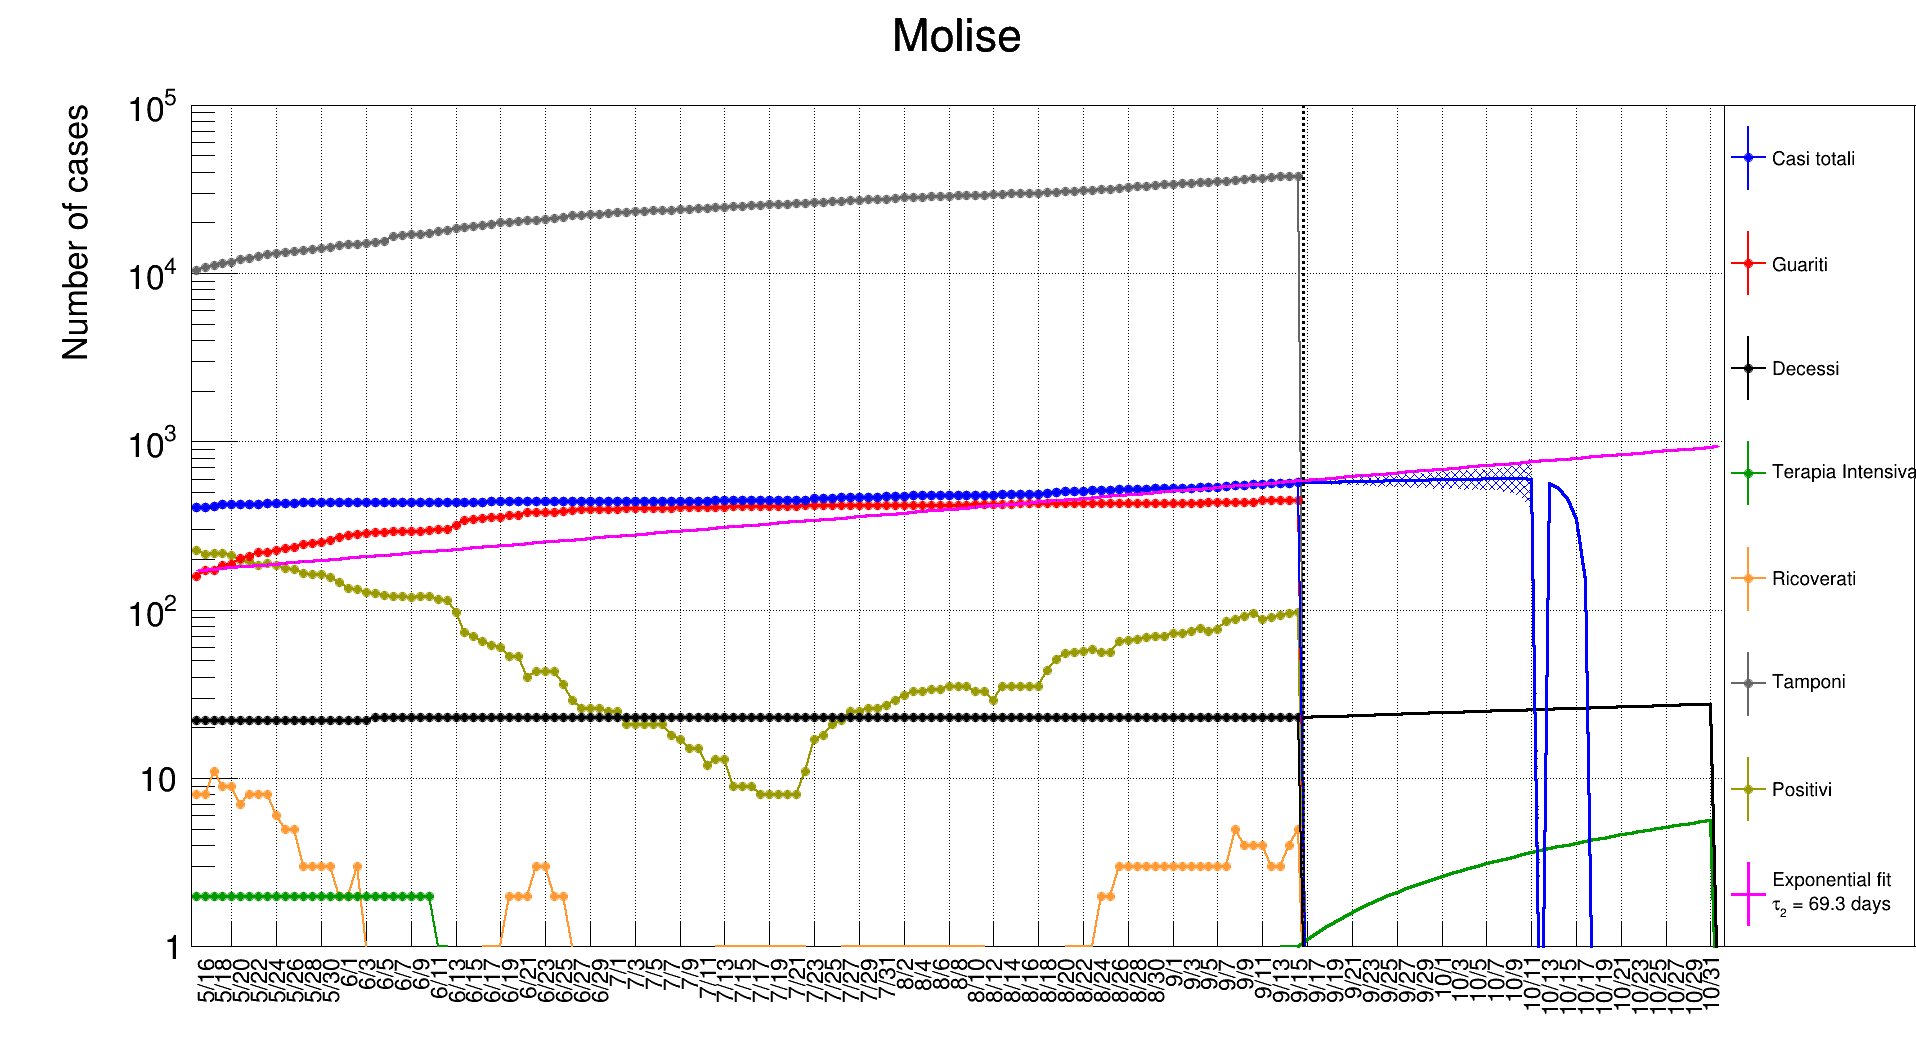 Molise
Number of cases
10^5
10^4
10^3
10^2
10
1
5/16 5/18 5/20 5/22 5/24 5/26 5/28 5/30 6/1 6/3 6/5 6/7 6/9 6/11 6/13 6/15 6/17 6/19 6/21 6/23 6/25 6/27 6/29 7/1 7/3 7/5 7/7 7/9 7/11 7/13 7/15 7/17 7/19 7/21 7/23 7/25 7/27 7/29 7/31 8/2 8/4 8/6 8/8 8/10 8/12 8/14 8/16 8/18 8/20 8/22 8/24 8/26 8/28 8/30 9/1 9/3 9/5 9/7 9/9 9/11 9/13 9/15 9/17 9/19 9/21 9/23 9/25 9/27 9/29 10/1 10/3 10/5 10/7 10/9 10/11 10/13 10/15 10/17 10/19 10/21 10/23 10/25 10/27 10/29 10/31
Casi totali
Guariti
Decessi
Terapia Intensiva
Ricoverati
Tamponi
Positivi
Exponential fit
τ₂ = 69.3 days